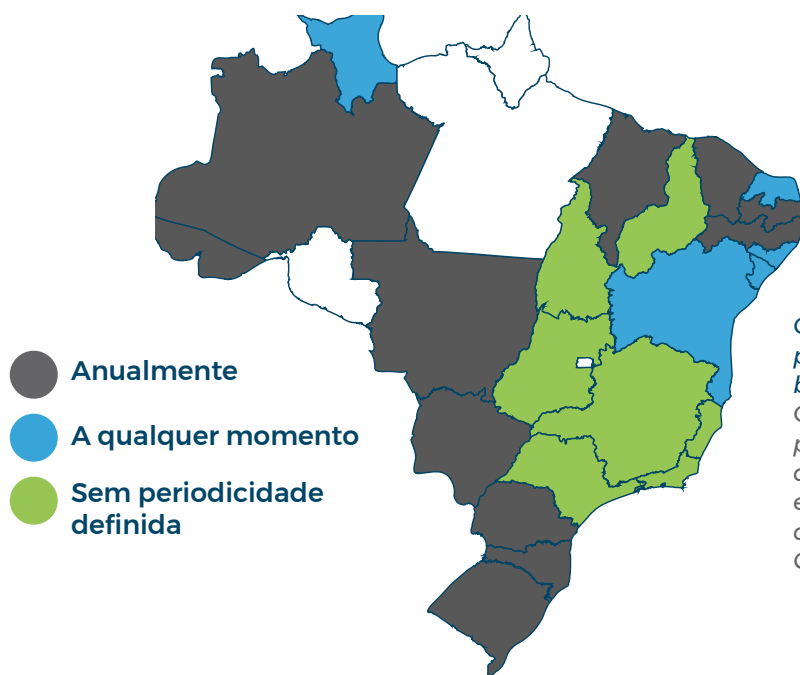 Anualmente
A qualquer momento
Sem periodicidade
definida